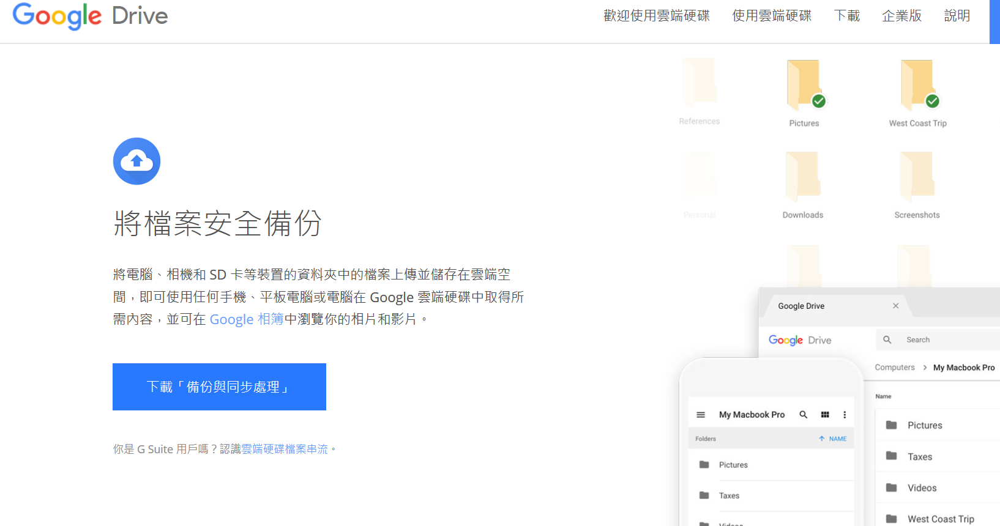 Google Drive
歡迎使用雲端硬碟 使用雲端硬碟 下載 企業版 說明
References
Pictures
West Coast Trip
Personal
Downloads
Screenshots
將檔案安全備份
將電腦、相機和 SD 卡等裝置的資料夾中的檔案上傳並儲存在雲端空
間，即可使用任何手機、平板電腦或電腦在 Google 雲端硬碟中取得所
需內容，並可在 Google 相簿中瀏覽你的相片和影片。
下載「備份與同步處理」
你是 G Suite 用戶嗎？認識雲端硬碟檔案串流。
Google Drive
Google Drive
Search
Computers > My Macbook Pro
Name
Pictures
Taxes
Videos
West Coast Trip
My Macbook Pro
Folders
NAME
Pictures
Taxes
Videos